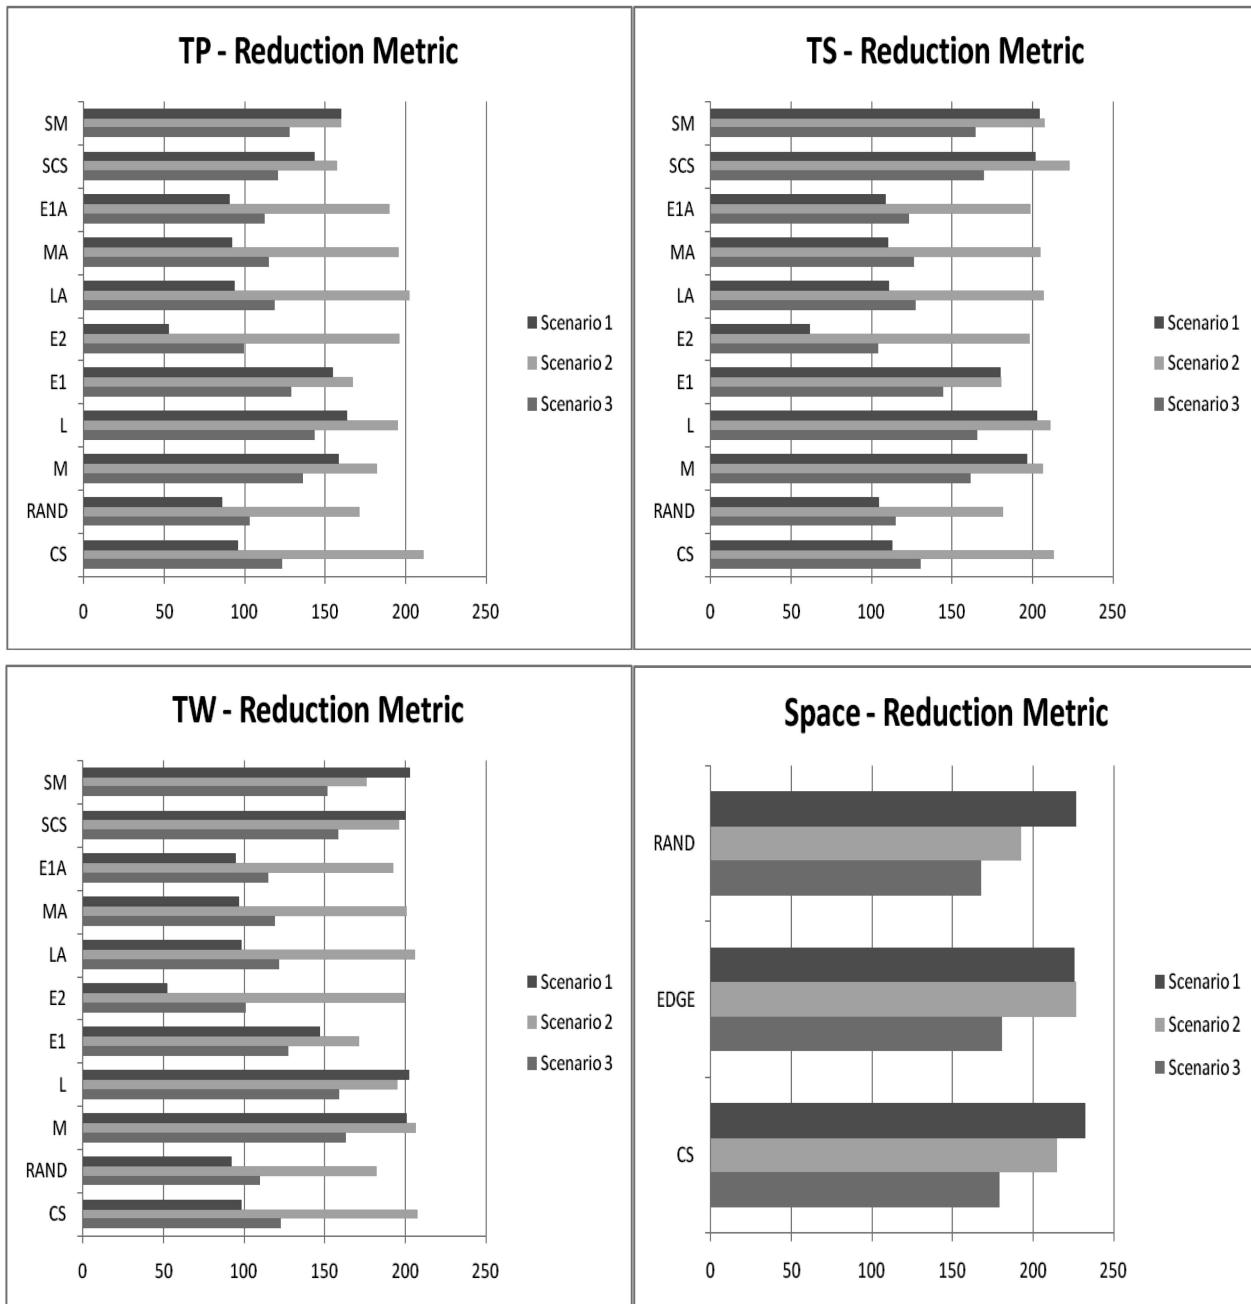 TP - Reduction Metric
SM
SCS
E1A
MA
LA
E2
E1
L
M
RAND
CS
0 50 100 150 200 250
Scenario 1
Scenario 2
Scenario 3
TS - Reduction Metric
SM
SCS
E1A
MA
LA
E2
E1
L
M
RAND
CS
0 50 100 150 200 250
Scenario 1
Scenario 2
Scenario 3
TW - Reduction Metric
SM
SCS
E1A
MA
LA
E2
E1
L
M
RAND
CS
0 50 100 150 200 250
Scenario 1
Scenario 2
Scenario 3
Space - Reduction Metric
RAND
EDGE
CS
0 50 100 150 200 250
Scenario 1
Scenario 2
Scenario 3